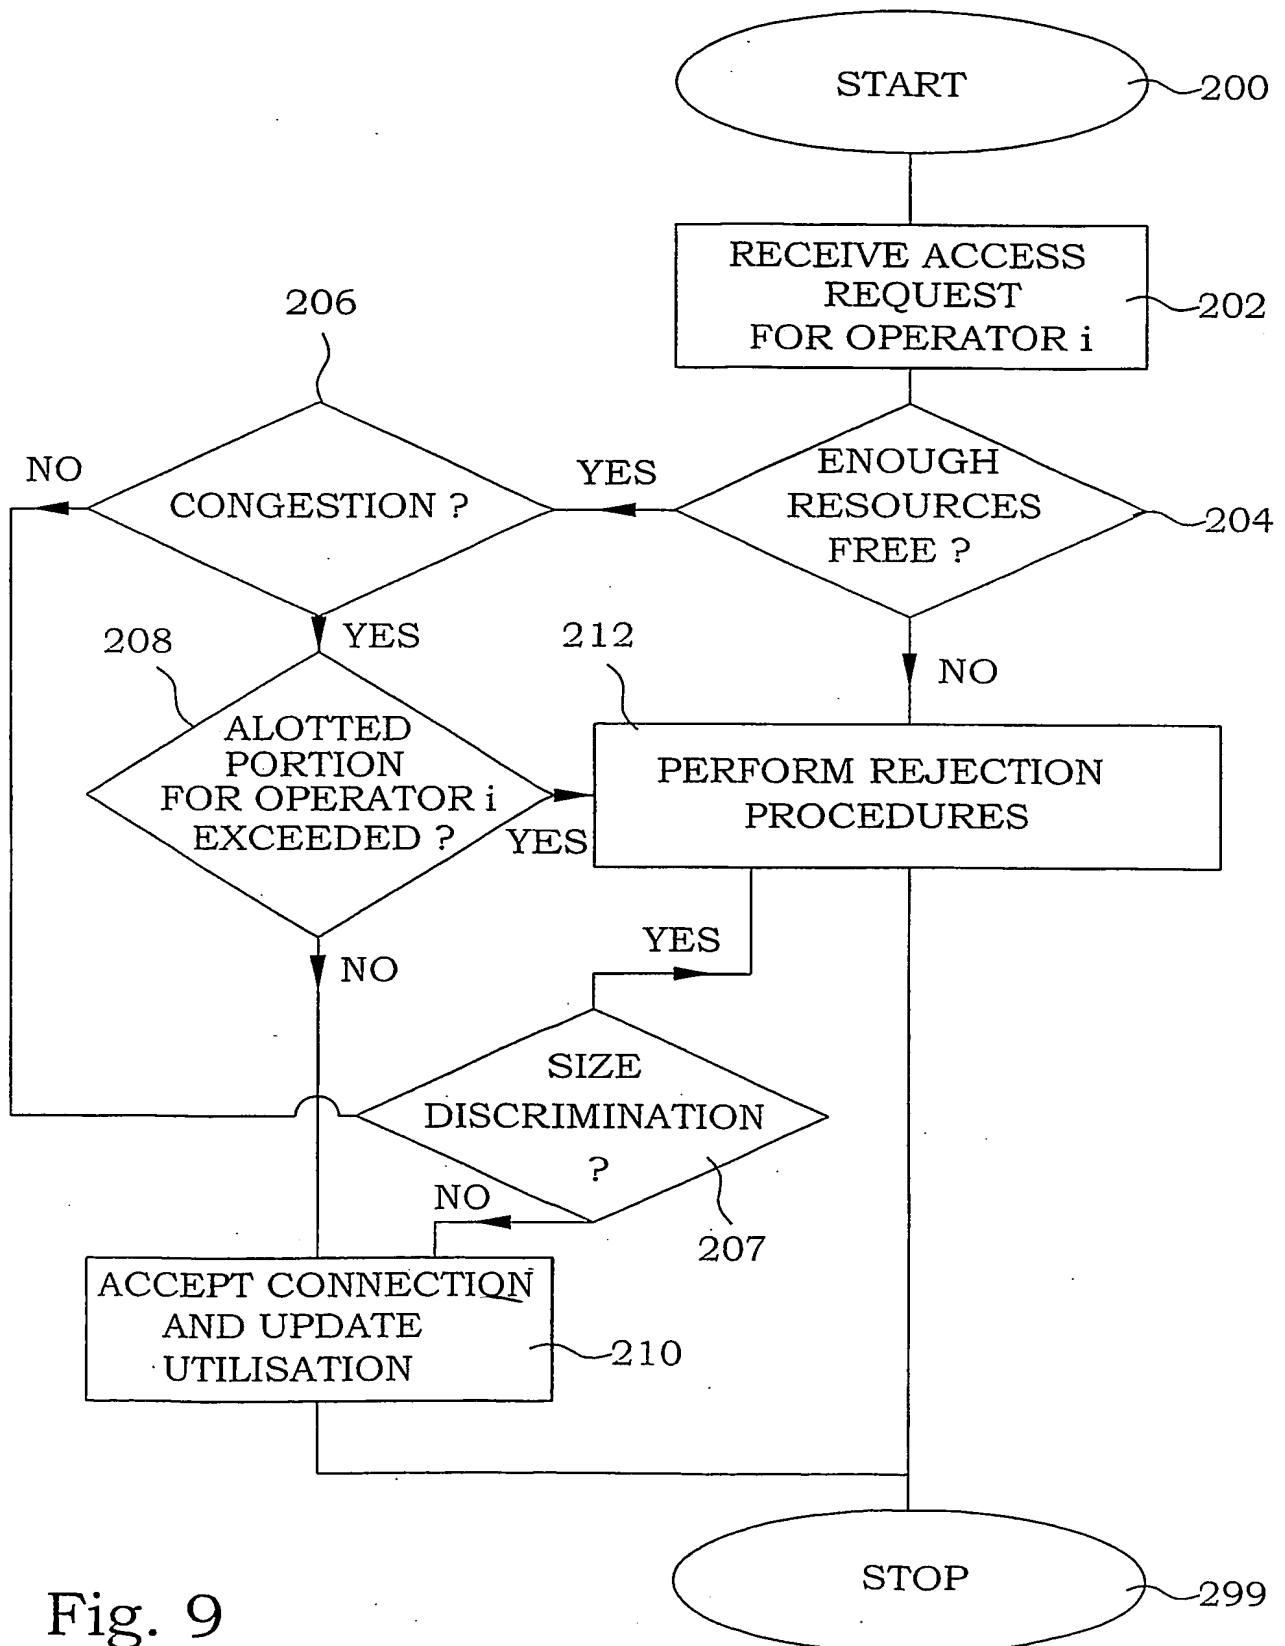 START
200
RECEIVE ACCESS
REQUEST
FOR OPERATOR i
202
206
NO
CONGESTION ?
YES
ENOUGH
RESOURCES
FREE ?
204
YES
NO
208
ALOTTED
PORTION
FOR OPERATOR i
EXCEEDED ?
YES
212
PERFORM REJECTION
PROCEDURES
NO
YES
SIZE
DISCRIMINATION
?
207
NO
ACCEPT CONNECTION
AND UPDATE
UTILISATION
210
STOP
299
Fig. 9